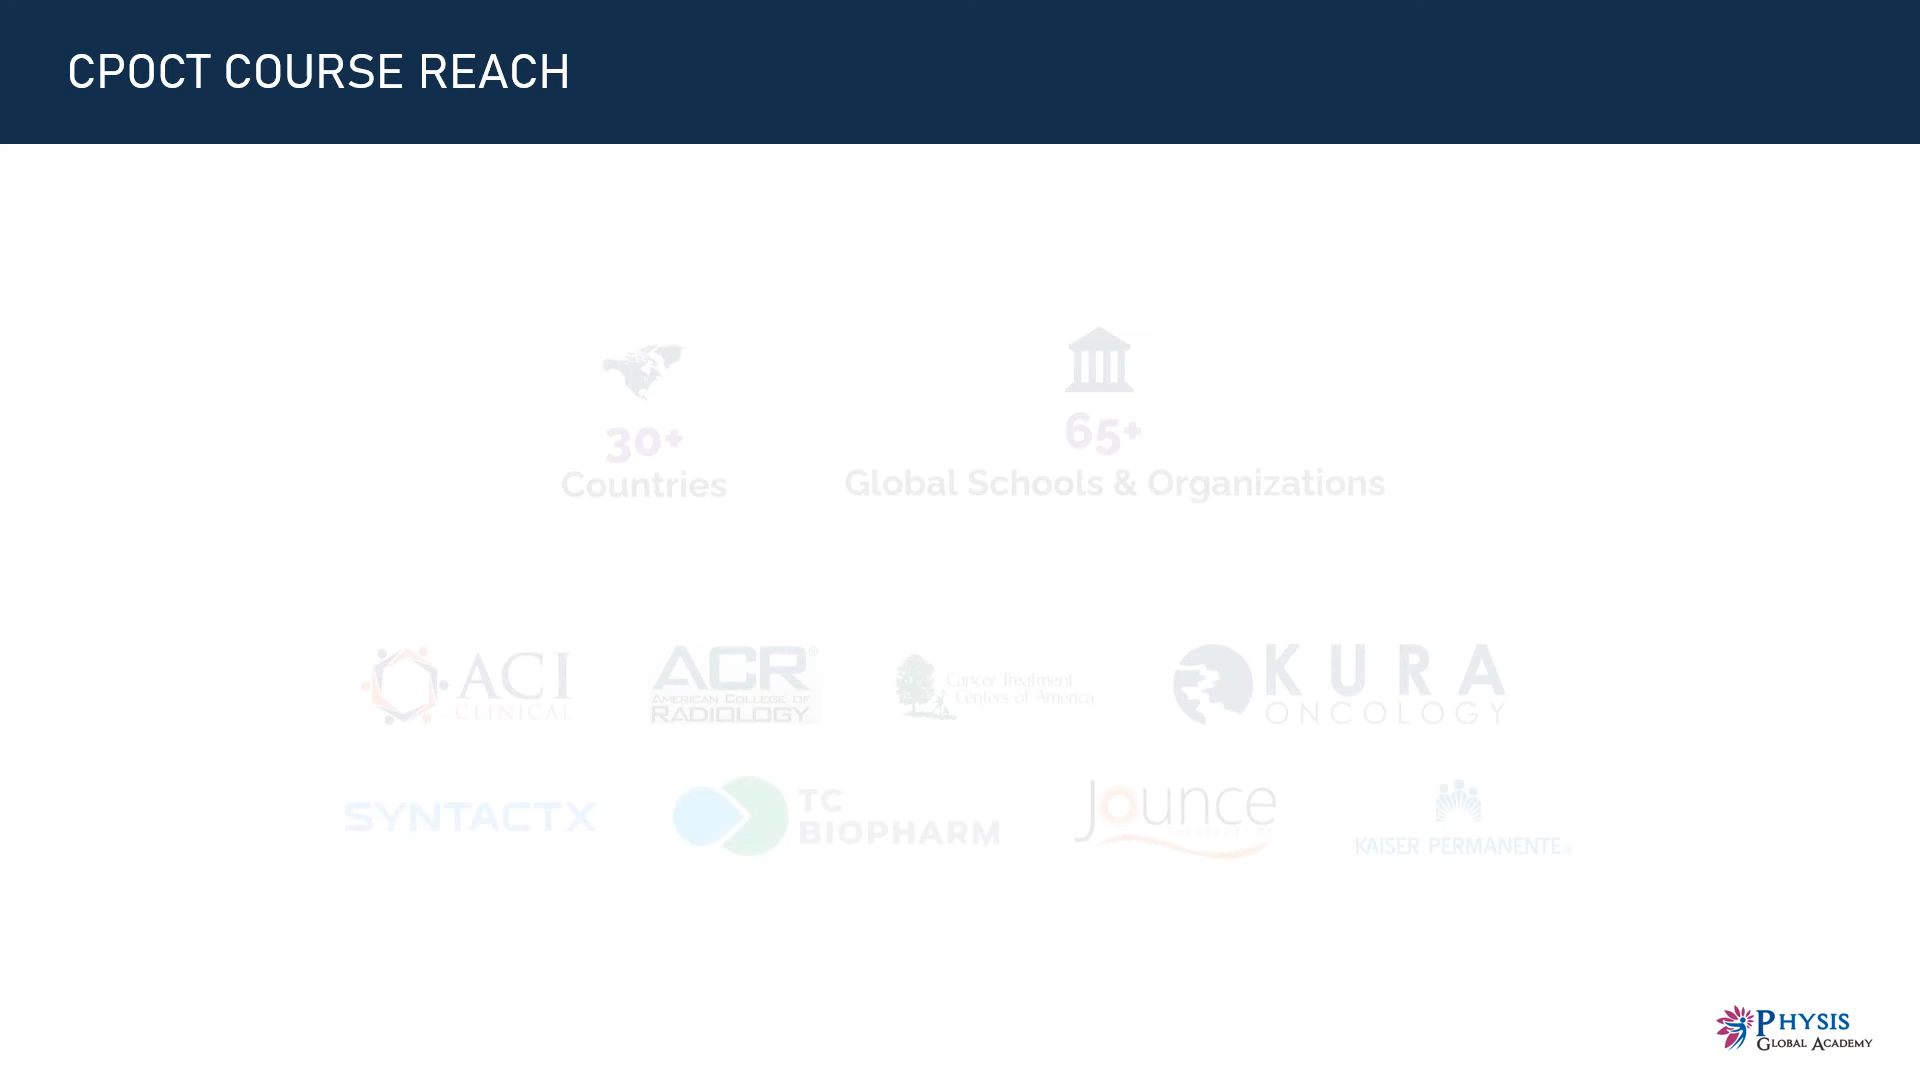 CPOCT COURSE REACH
30+
Countries
65+
Global Schools & Organizations
ACI
CLINICAL
ACR®
AMERICAN COLLEGE OF
RADIOLOGY
Cancer Treatment
Centers of America
KURA
ONCOLOGY
SYNTACTX
TC
BIOPHARM
Jounce
KAISER PERMANENTE®
PHYSIS
GLOBAL ACADEMY